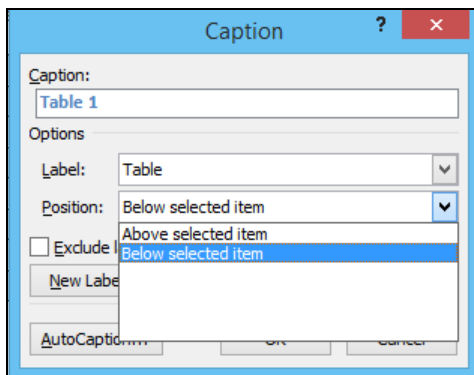 Caption ? ×
Caption:
Table 1
Options
Label: Table
Position: Below selected item
Above selected item
Exclude
Below selected item
New Labe